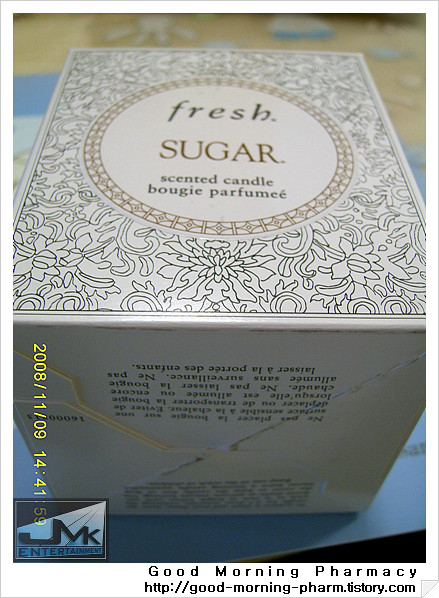 fresh.
SUGAR.
scented candle
bougie parfumeé
Ne pas placer la bougie sur une
surface sensible à la chaleur. Eviter de
déplacer ou de transporter la bougie
lorsqu'elle est allumée ou encore
chaude. Ne pas laisser la bougie
allumée sans surveillance. Ne pas
laisser à la portée des enfants.
2008/11/09 14:41:59
JMK
ENTERTAINMENT
Good Morning Pharmacy
http://good-morning-pharm.tistory.com